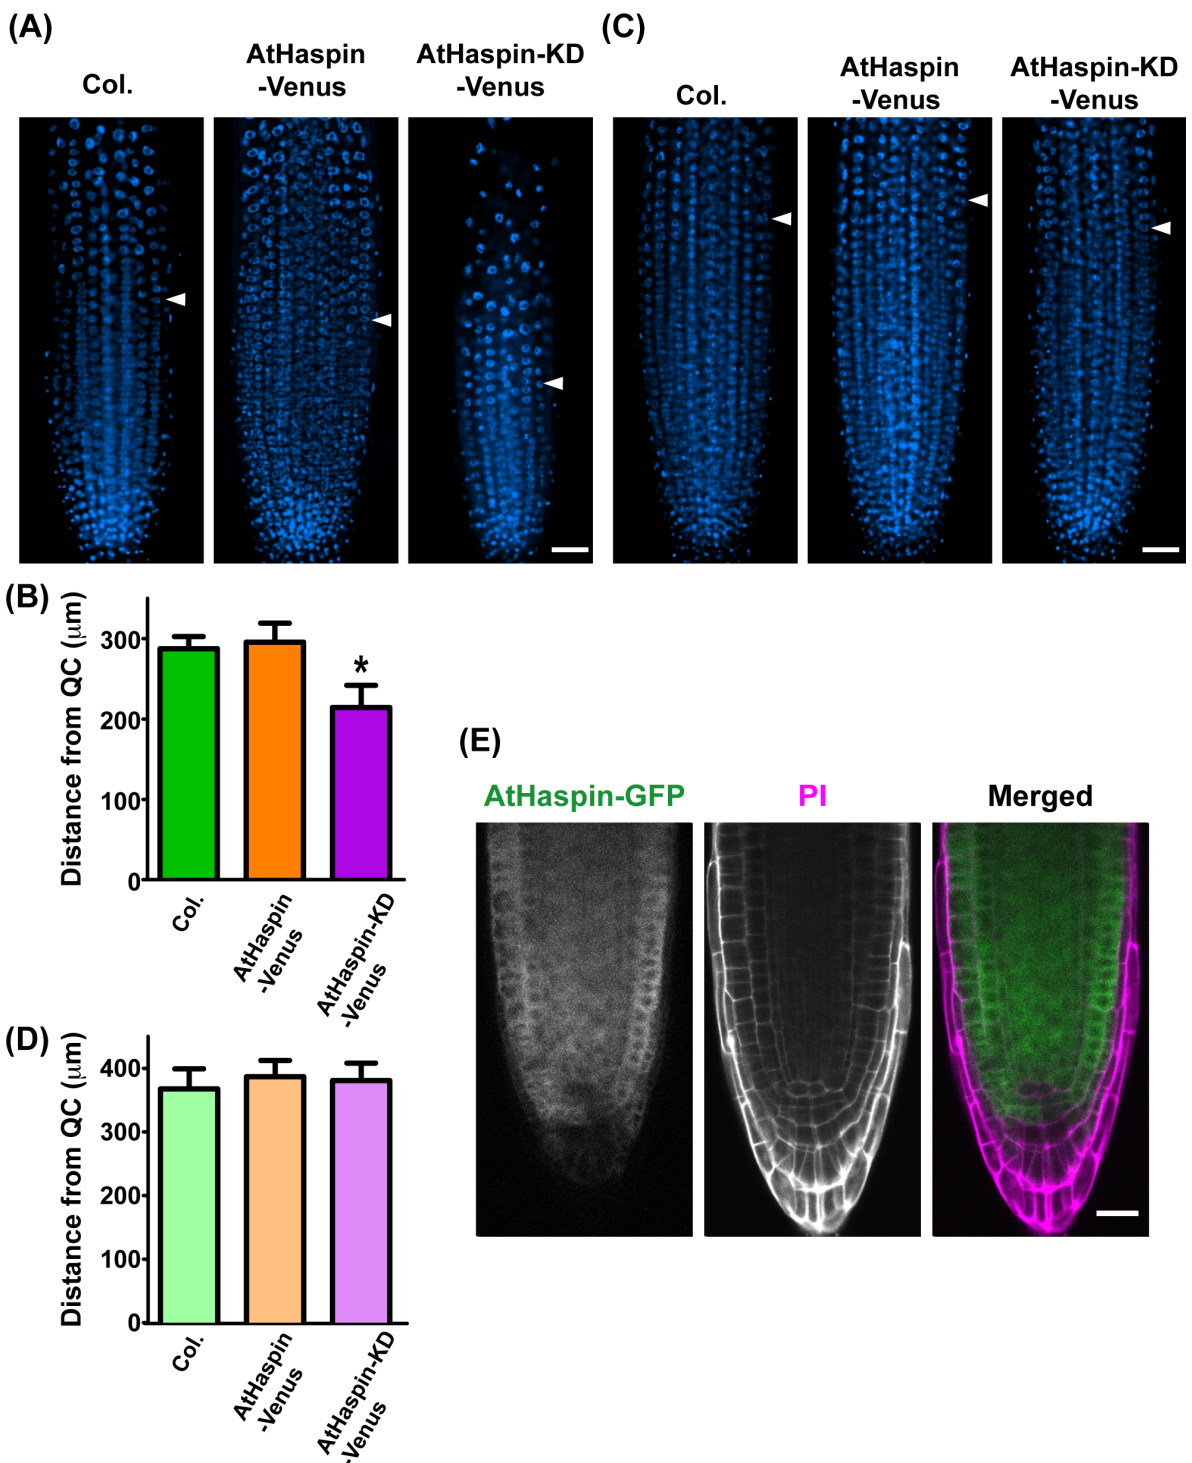 (A)
Col.
AtHaspin
-Venus
AtHaspin-KD
-Venus
(C)
Col.
AtHaspin
-Venus
AtHaspin-KD
-Venus
(B)
Distance from QC (μm)
300
200
100
0
*
Col.
AtHaspin
-Venus
AtHaspin-KD
-Venus
(D)
Distance from QC (μm)
400
300
200
100
0
Col.
AtHaspin
-Venus
AtHaspin-KD
-Venus
(E)
AtHaspin-GFP
PI
Merged